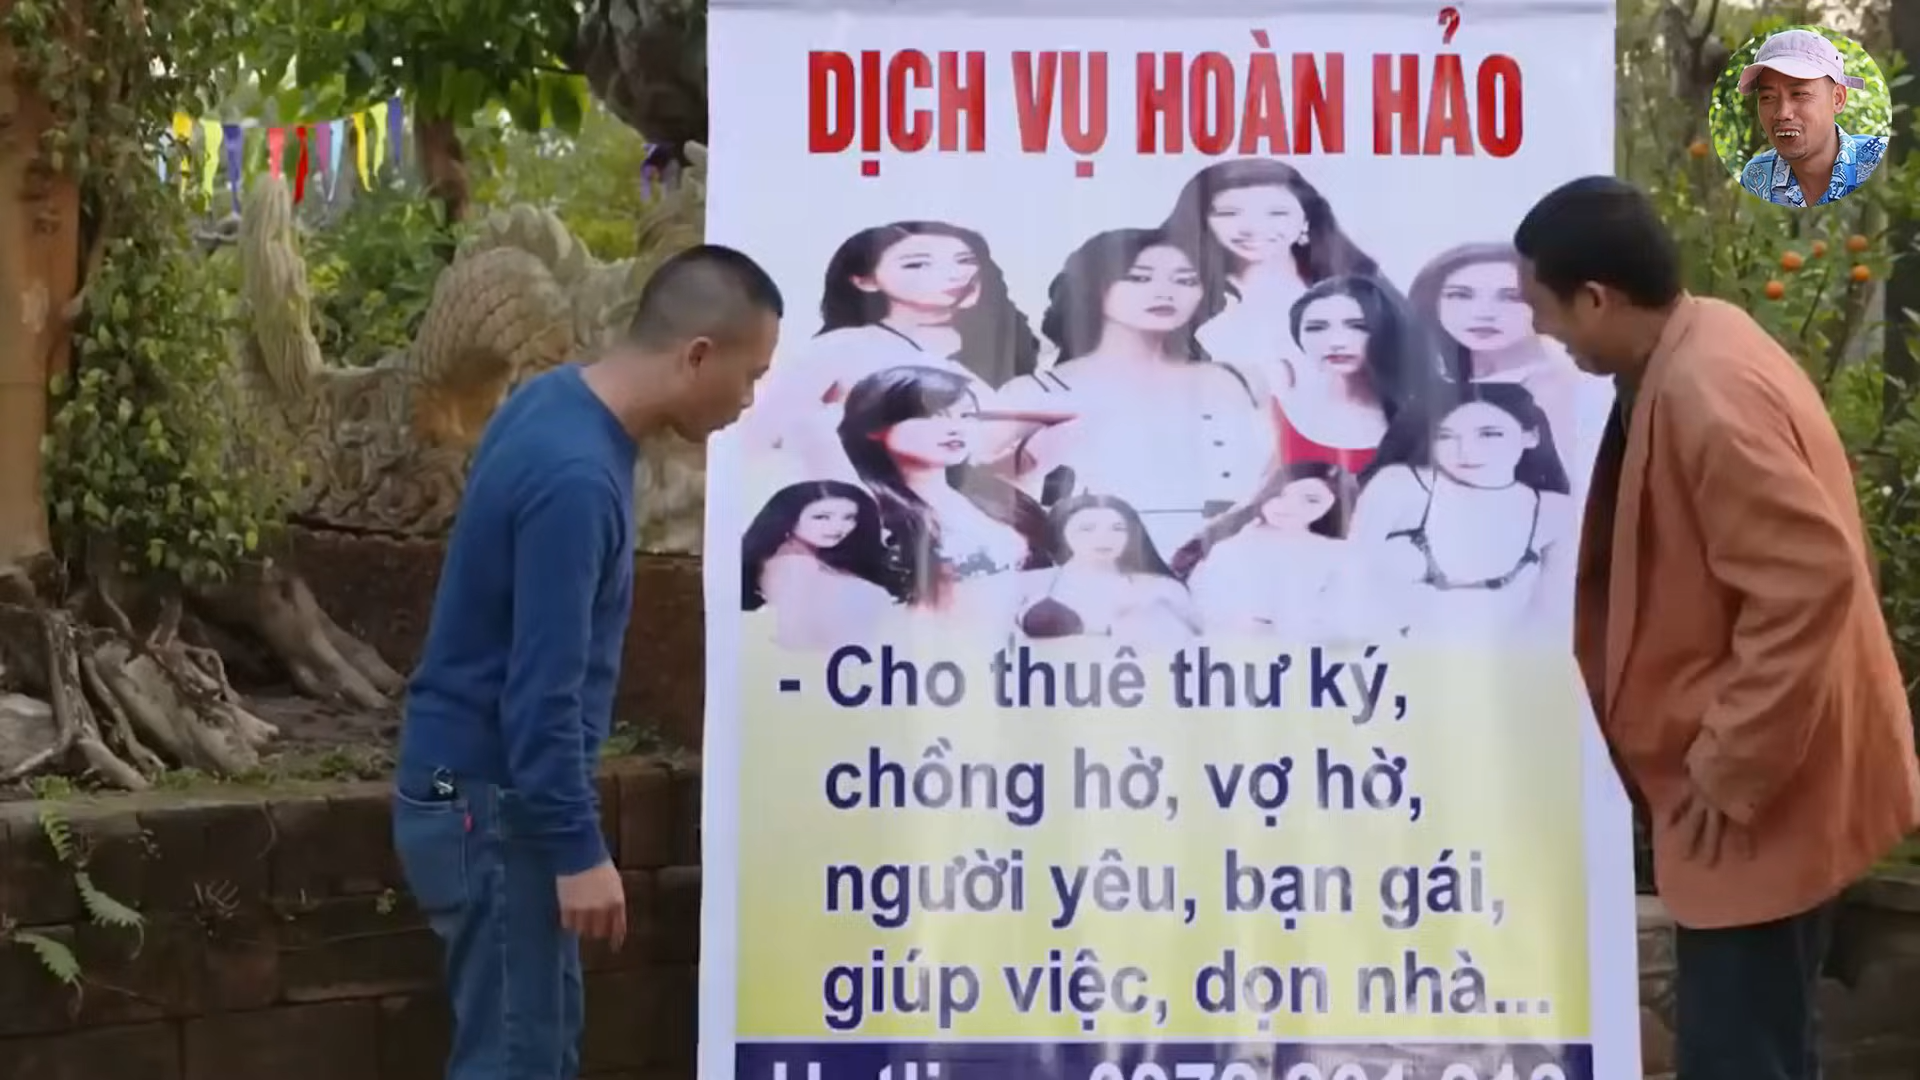 DỊCH VỤ HOÀN HẢO
- Cho thuê thư ký,
chồng hờ, vợ hờ,
người yêu, bạn gái,
giúp việc, dọn nhà...